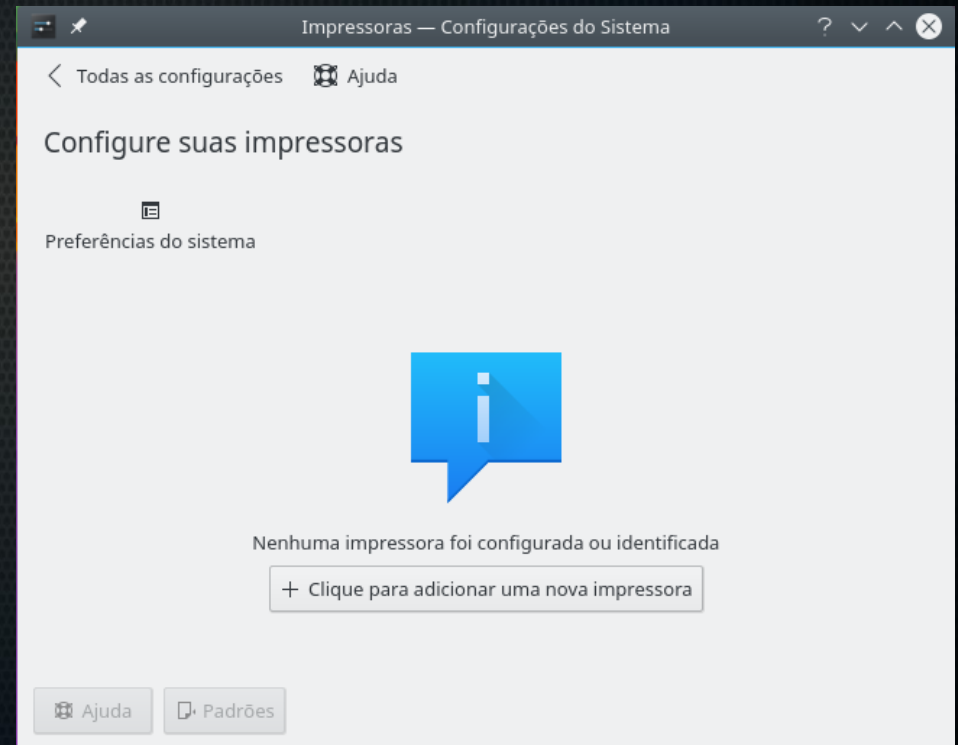 Impressoras — Configurações do Sistema
Todas as configurações Ajuda
Configure suas impressoras
Preferências do sistema
Nenhuma impressora foi configurada ou identificada
+ Clique para adicionar uma nova impressora
Ajuda Padrões